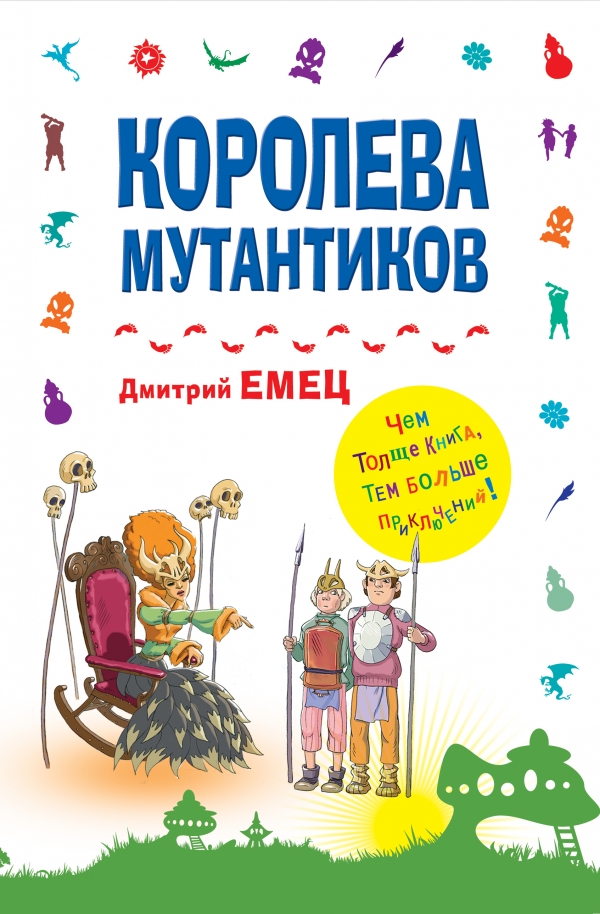 КОРОЛЕВА
МУТАНТИКОВ
Дмитрий ЕМЕЦ
Чем
Толще Книга,
Тем больше
приключений!